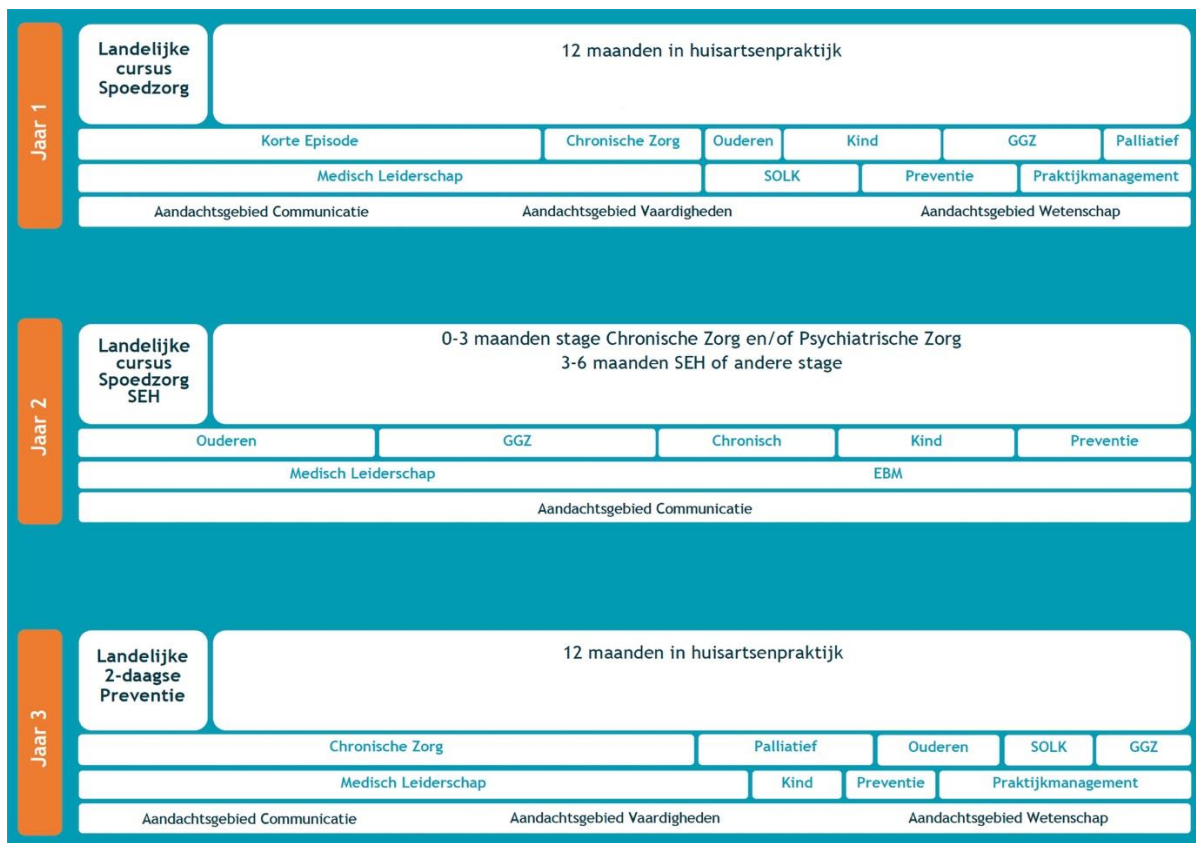 Jaar 1
Landelijke
cursus
Spoedzorg
12 maanden in huisartsenpraktijk
Korte Episode Chronische Zorg Ouderen Kind GGZ Palliatief
Medisch Leiderschap SOLK Preventie Praktijkmanagement
Aandachtsgebied Communicatie Aandachtsgebied Vaardigheden Aandachtsgebied Wetenschap
Jaar 2
Landelijke
cursus
Spoedzorg
SEH
0-3 maanden stage Chronische Zorg en/of Psychiatrische Zorg
3-6 maanden SEH of andere stage
Ouderen GGZ Chronisch Kind Preventie
Medisch Leiderschap EBM
Aandachtsgebied Communicatie
Jaar 3
Landelijke
2-daagse
Preventie
12 maanden in huisartsenpraktijk
Chronische Zorg Palliatief Ouderen SOLK GGZ
Medisch Leiderschap Kind Preventie Praktijkmanagement
Aandachtsgebied Communicatie Aandachtsgebied Vaardigheden Aandachtsgebied Wetenschap